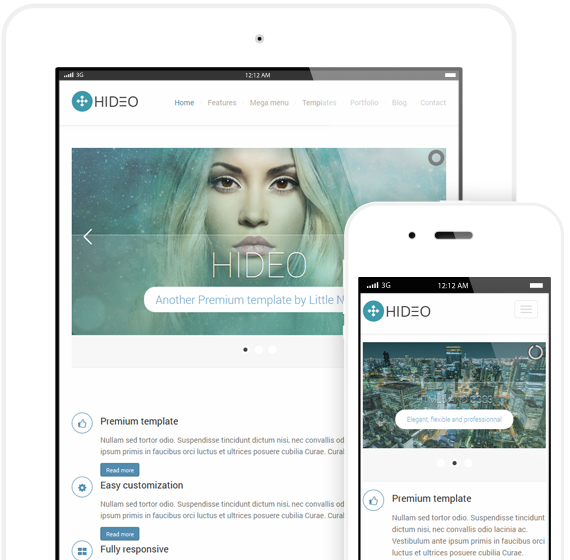 3G
12:12 AM
HIDEO
Home Features Mega menu Templates Portfolio Blog Contact
HIDEO
Another Premium template by Little N
Premium template
Nullam sed tortor odio. Suspendisse tincidunt dictum nisi, nec convallis od
ipsum primis in faucibus orci luctus et ultrices posuere cubilia Curae. Cural
Read more
Easy customization
Nullam sed tortor odio. Suspendisse tincidunt dictum nisi, nec convallis od
ipsum primis in faucibus orci luctus et ultrices posuere cubilia Curae. Cural
Read more
Fully responsive
3G
12:12 AM
HIDEO
Elegant, flexible and professionnal
Premium template
Nullam sed tortor odio. Suspendisse
tincidunt dictum nisi, nec convallis odio lacinia ac.
Vestibulum ante ipsum primis in faucibus orci
luctus et ultrices posuere cubilia Curae.